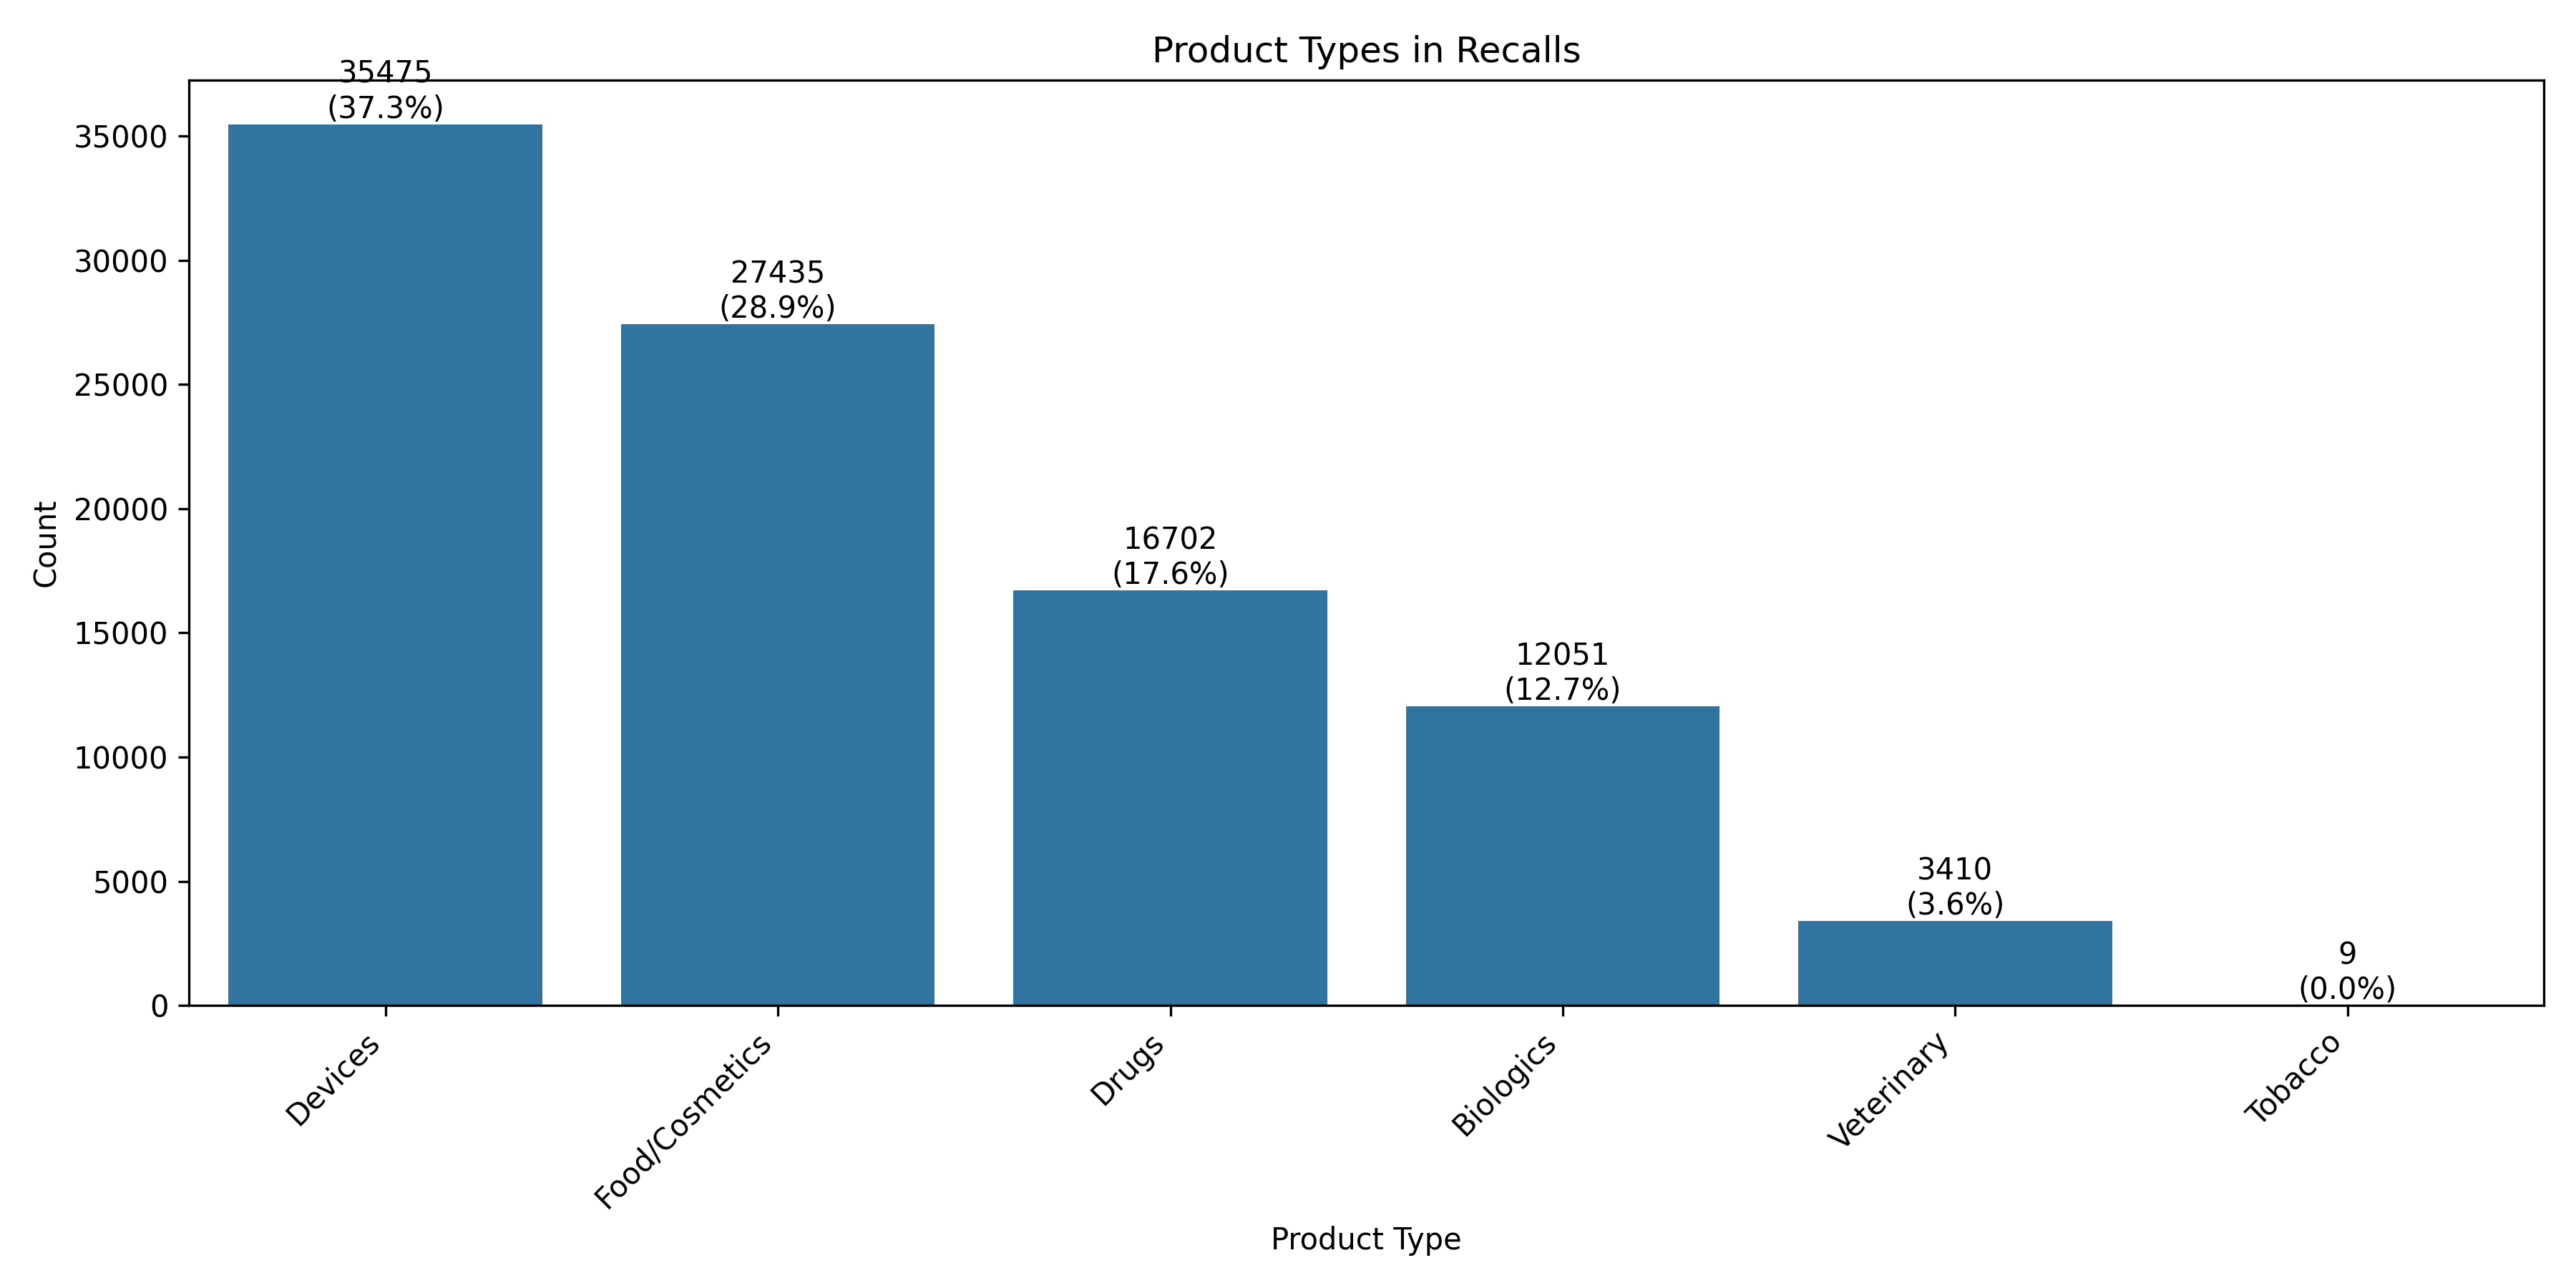 Product Types in Recalls
35475
(37.3%)
27435
(28.9%)
16702
(17.6%)
12051
(12.7%)
3410
(3.6%)
9
(0.0%)
Count
35000
30000
25000
20000
15000
10000
5000
0
Devices
Food/Cosmetics
Drugs
Biologics
Veterinary
Tobacco
Product Type